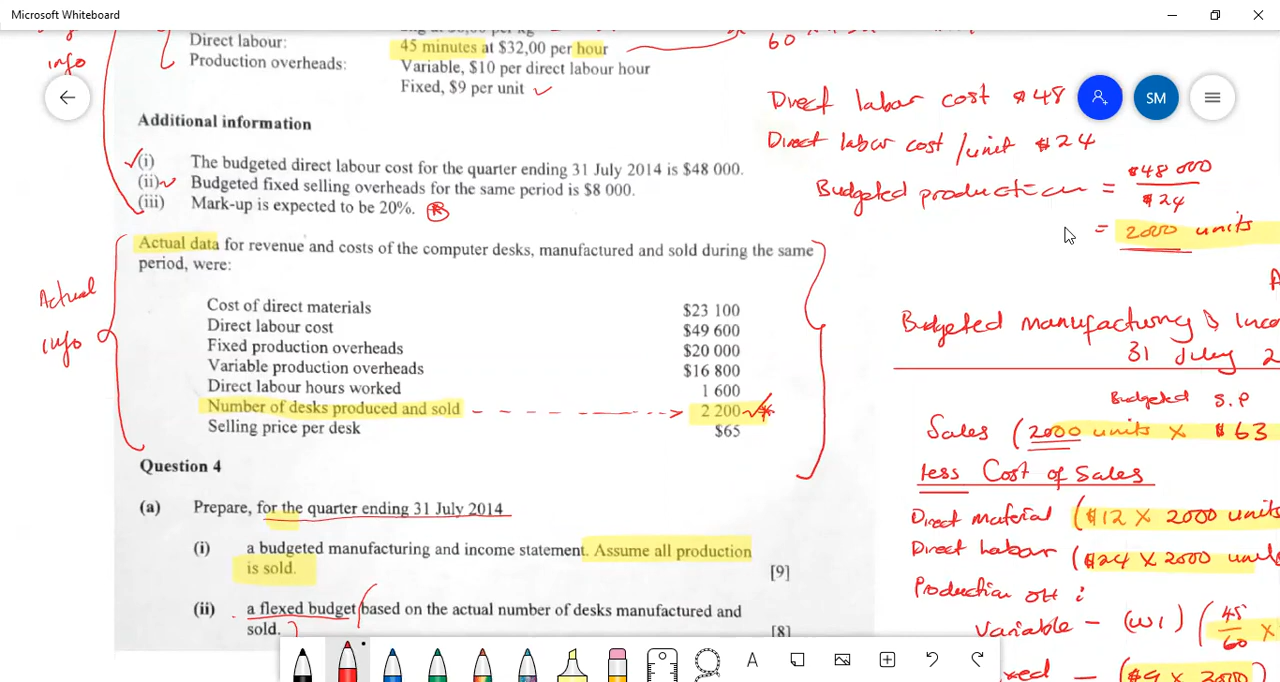 Microsoft Whiteboard
info
Direct labour: 45 minutes at $32,00 per hour
Production overheads: Variable, $10 per direct labour hour
Fixed, $9 per unit
60
SM
Additional information
(i) The budgeted direct labour cost for the quarter ending 31 July 2014 is $48 000.
(ii) Budgeted fixed selling overheads for the same period is $8 000.
(iii) Mark-up is expected to be 20%.
Actual data for revenue and costs of the computer desks, manufactured and sold during the same
period, were:
Actual
info
Cost of direct materials $23 100
Direct labour cost $49 600
Fixed production overheads $20 000
Variable production overheads $16 800
Direct labour hours worked 1 600
Number of desks produced and sold 2 200
Selling price per desk $65
Question 4
(a) Prepare, for the quarter ending 31 July 2014
(i) a budgeted manufacturing and income statement. Assume all production
is sold. [9]
(ii) a flexed budget based on the actual number of desks manufactured and
sold. [8]
Direct labor cost $48
Direct labor cost /unit $24
Budgeted production = $48 000
$24
= 2000 units
Budgeted manufacturing & Inco
31 July 2
Budgeted S.P
Sales (2000 units x $63
less Cost of Sales
Direct material ($12 x 2000 units
Direct Labor ($24 x 2000 unit
Production OH :
Variable - (W1) (45
60 x
xed - ($9 x 2000)